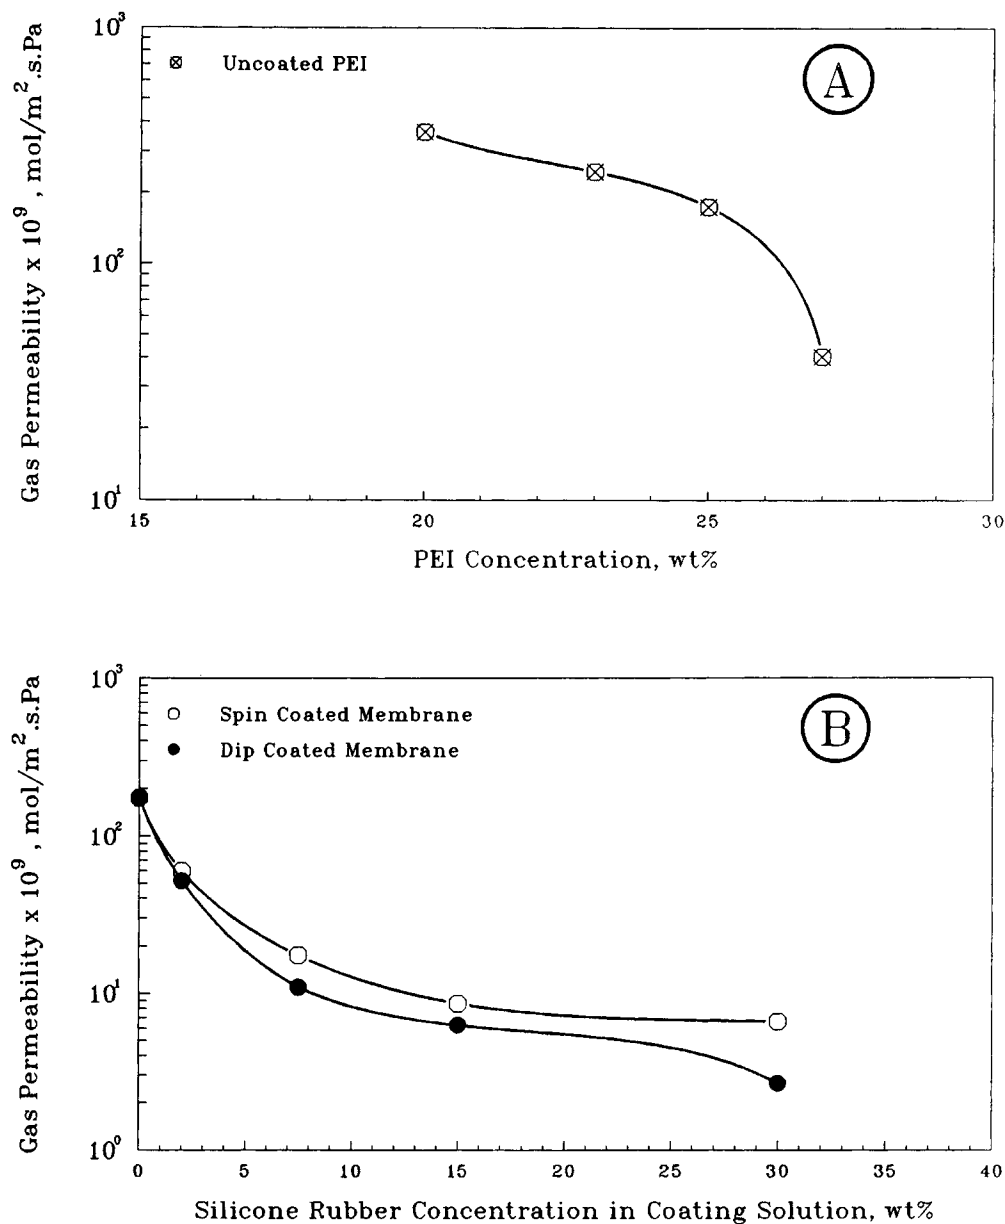 10³
Uncoated PEI
A
Gas Permeability x 10⁹ , mol/m².s.Pa
10²
10¹
15 20 25 30
PEI Concentration, wt%
10³
Spin Coated Membrane
Dip Coated Membrane
B
Gas Permeability x 10⁹ , mol/m².s.Pa
10²
10¹
10⁰
0 5 10 15 20 25 30 35 40
Silicone Rubber Concentration in Coating Solution, wt%